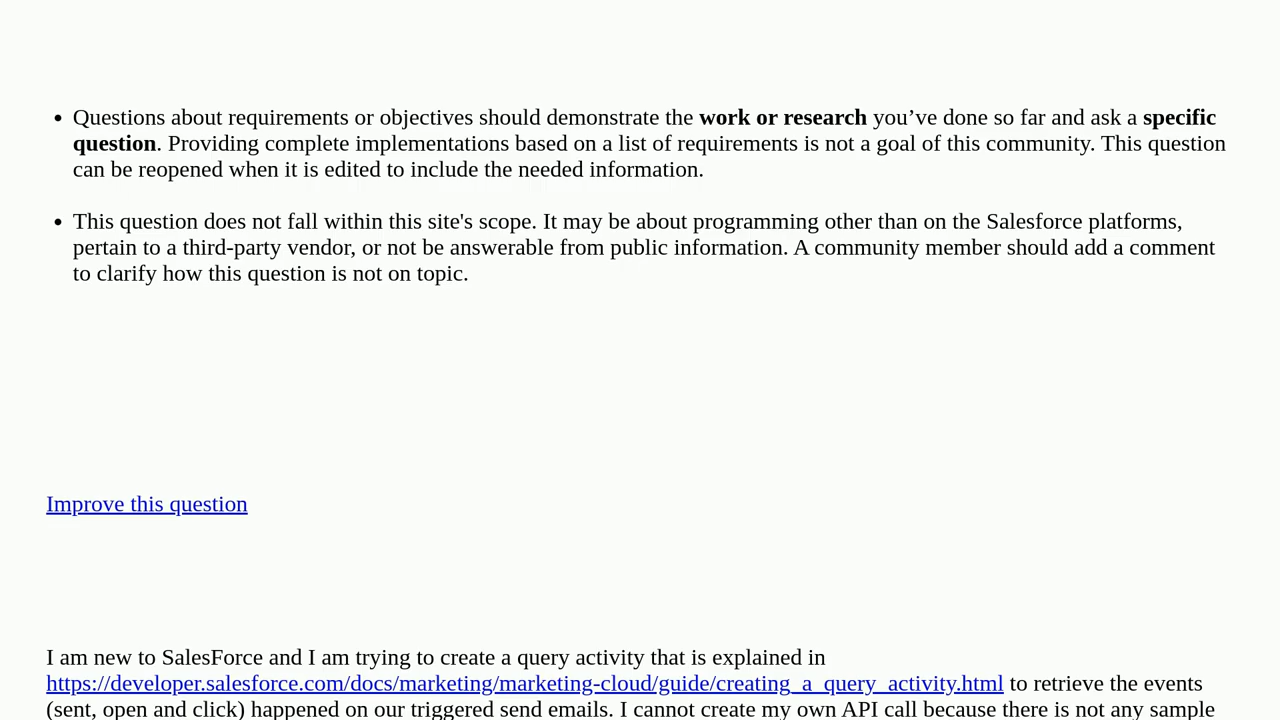 • Questions about requirements or objectives should demonstrate the work or research you’ve done so far and ask a specific
question. Providing complete implementations based on a list of requirements is not a goal of this community. This question
can be reopened when it is edited to include the needed information.
• This question does not fall within this site's scope. It may be about programming other than on the Salesforce platforms,
pertain to a third-party vendor, or not be answerable from public information. A community member should add a comment
to clarify how this question is not on topic.
Improve this question
I am new to SalesForce and I am trying to create a query activity that is explained in
https://developer.salesforce.com/docs/marketing/marketing-cloud/guide/creating_a_query_activity.html to retrieve the events
(sent, open and click) happened on our triggered send emails. I cannot create my own API call because there is not any sample